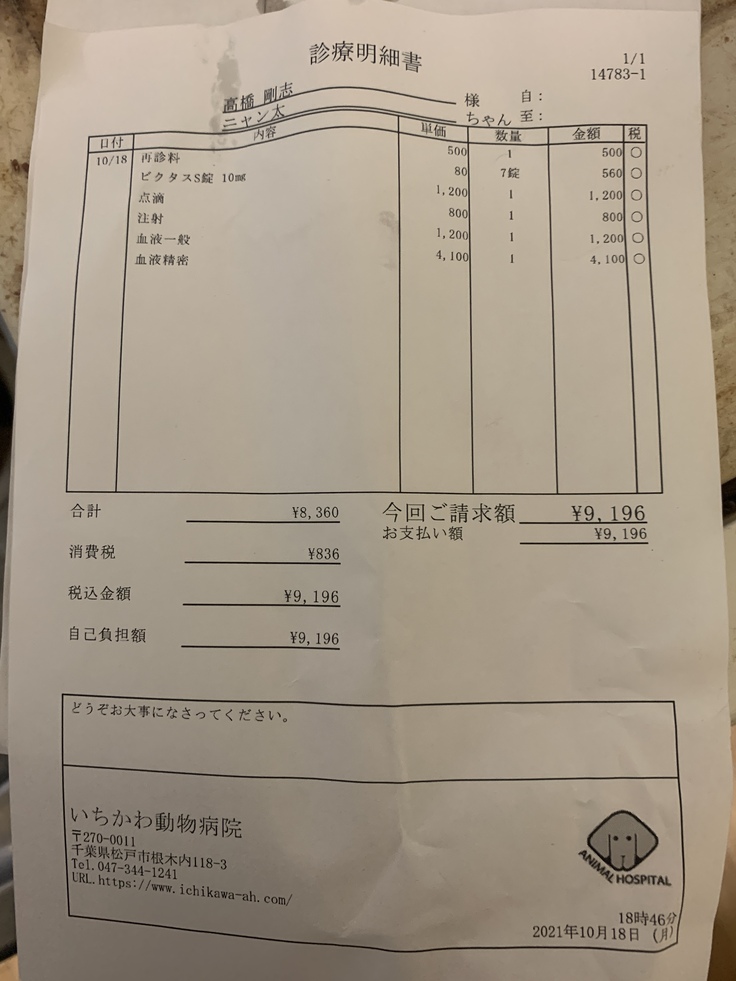 診療明細書
1/1
14783-1
高橋 剛志 様 自:
ニャン太 ちゃん 至:
日付 内容 単価 数量 金額 税
10/18 再診料 500 1 500 ○
ビクタスS錠 10mg 80 7錠 560 ○
点滴 1,200 1 1,200 ○
注射 800 1 800 ○
血液一般 1,200 1 1,200 ○
血液精密 4,100 1 4,100 ○
合計 ¥8,360 今回ご請求額 ¥9,196
お支払い額 ¥9,196
消費税 ¥836
税込金額 ¥9,196
自己負担額 ¥9,196
どうぞお大事になさってください。
いちかわ動物病院
〒270-0011
千葉県松戸市根木内118-3
Tel.047-344-1241
URL.https://www.ichikawa-ah.com/
ANIMAL HOSPITAL
18時46分
2021年10月18日 (月)